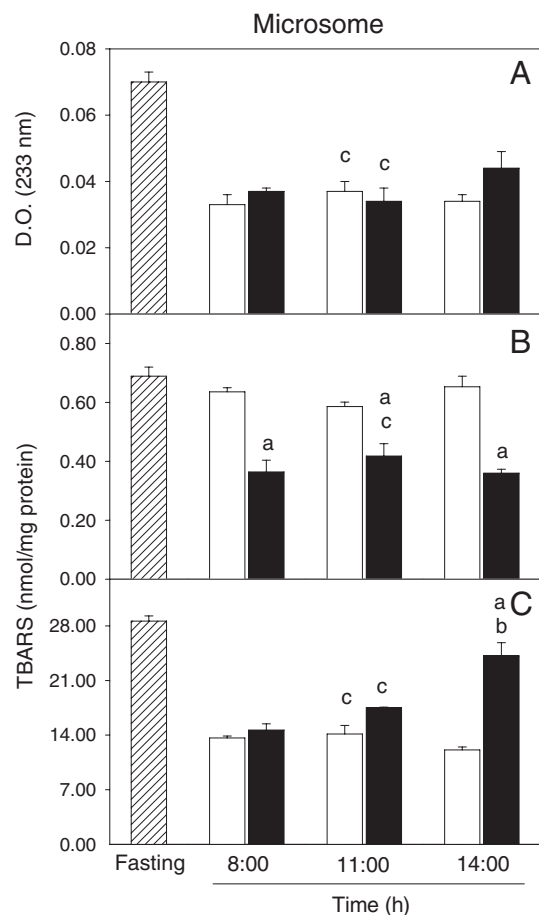 Microsome
A
D.O. (233 nm)
0.08
0.06
0.04
0.02
0.00
c c
B
TBARS (nmol/mg protein)
0.80
0.60
0.40
0.20
0.00
a
a
c
a
C
28.00
21.00
14.00
7.00
0.00
c c
a
b
Fasting 8:00 11:00 14:00
Time (h)